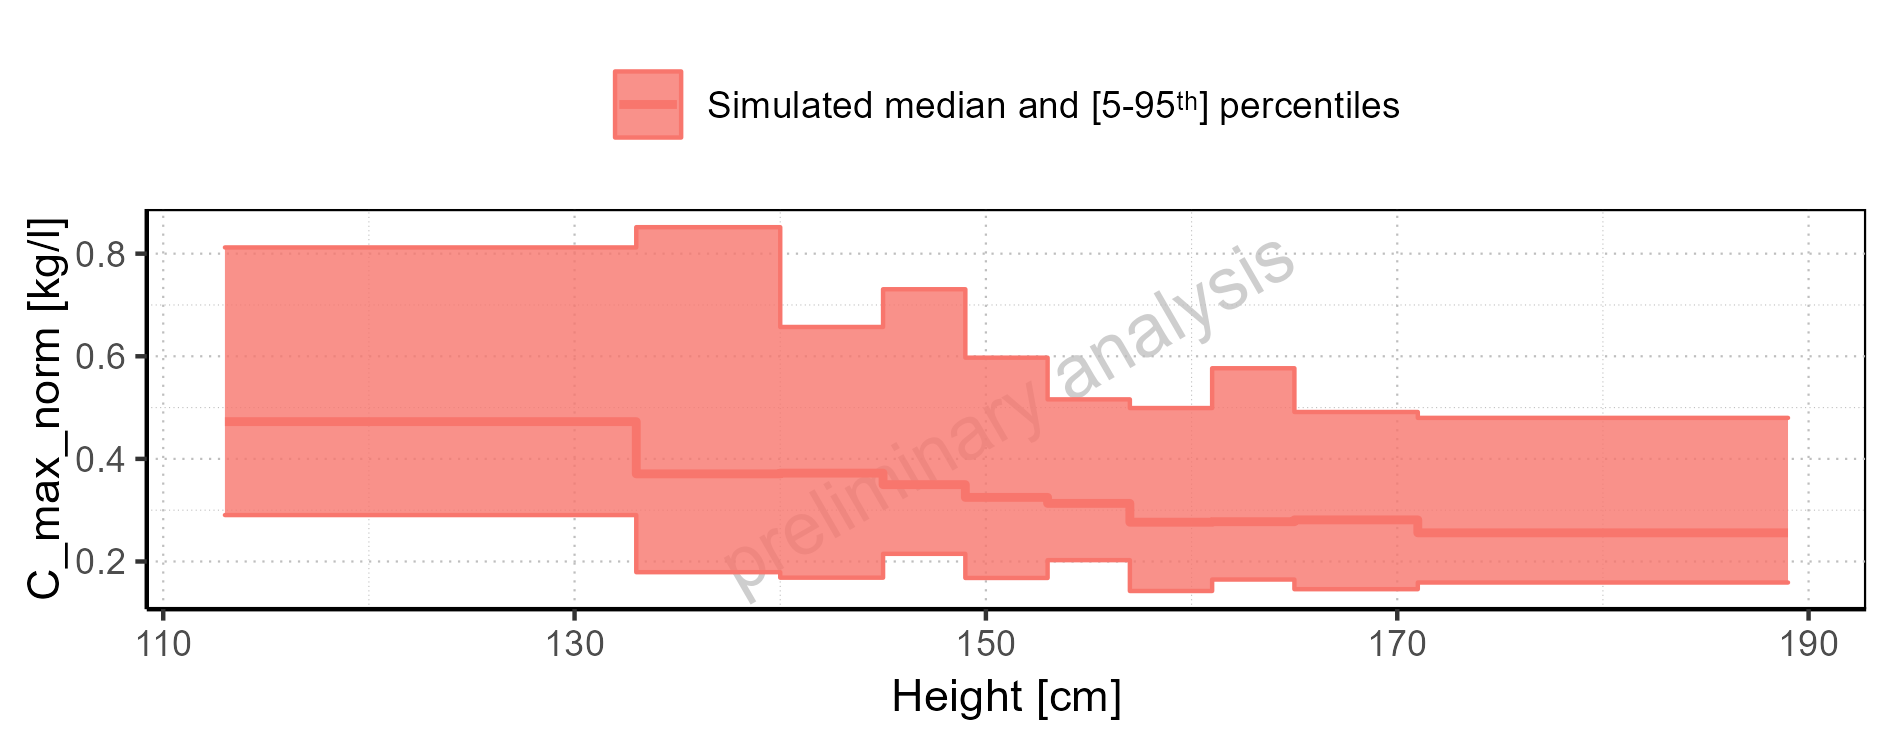 Simulated median and [5-95th] percentiles
C_max_norm [kg/l]
0.8
0.6
0.4
0.2
preliminary analysis
110 130 150 170 190
Height [cm]